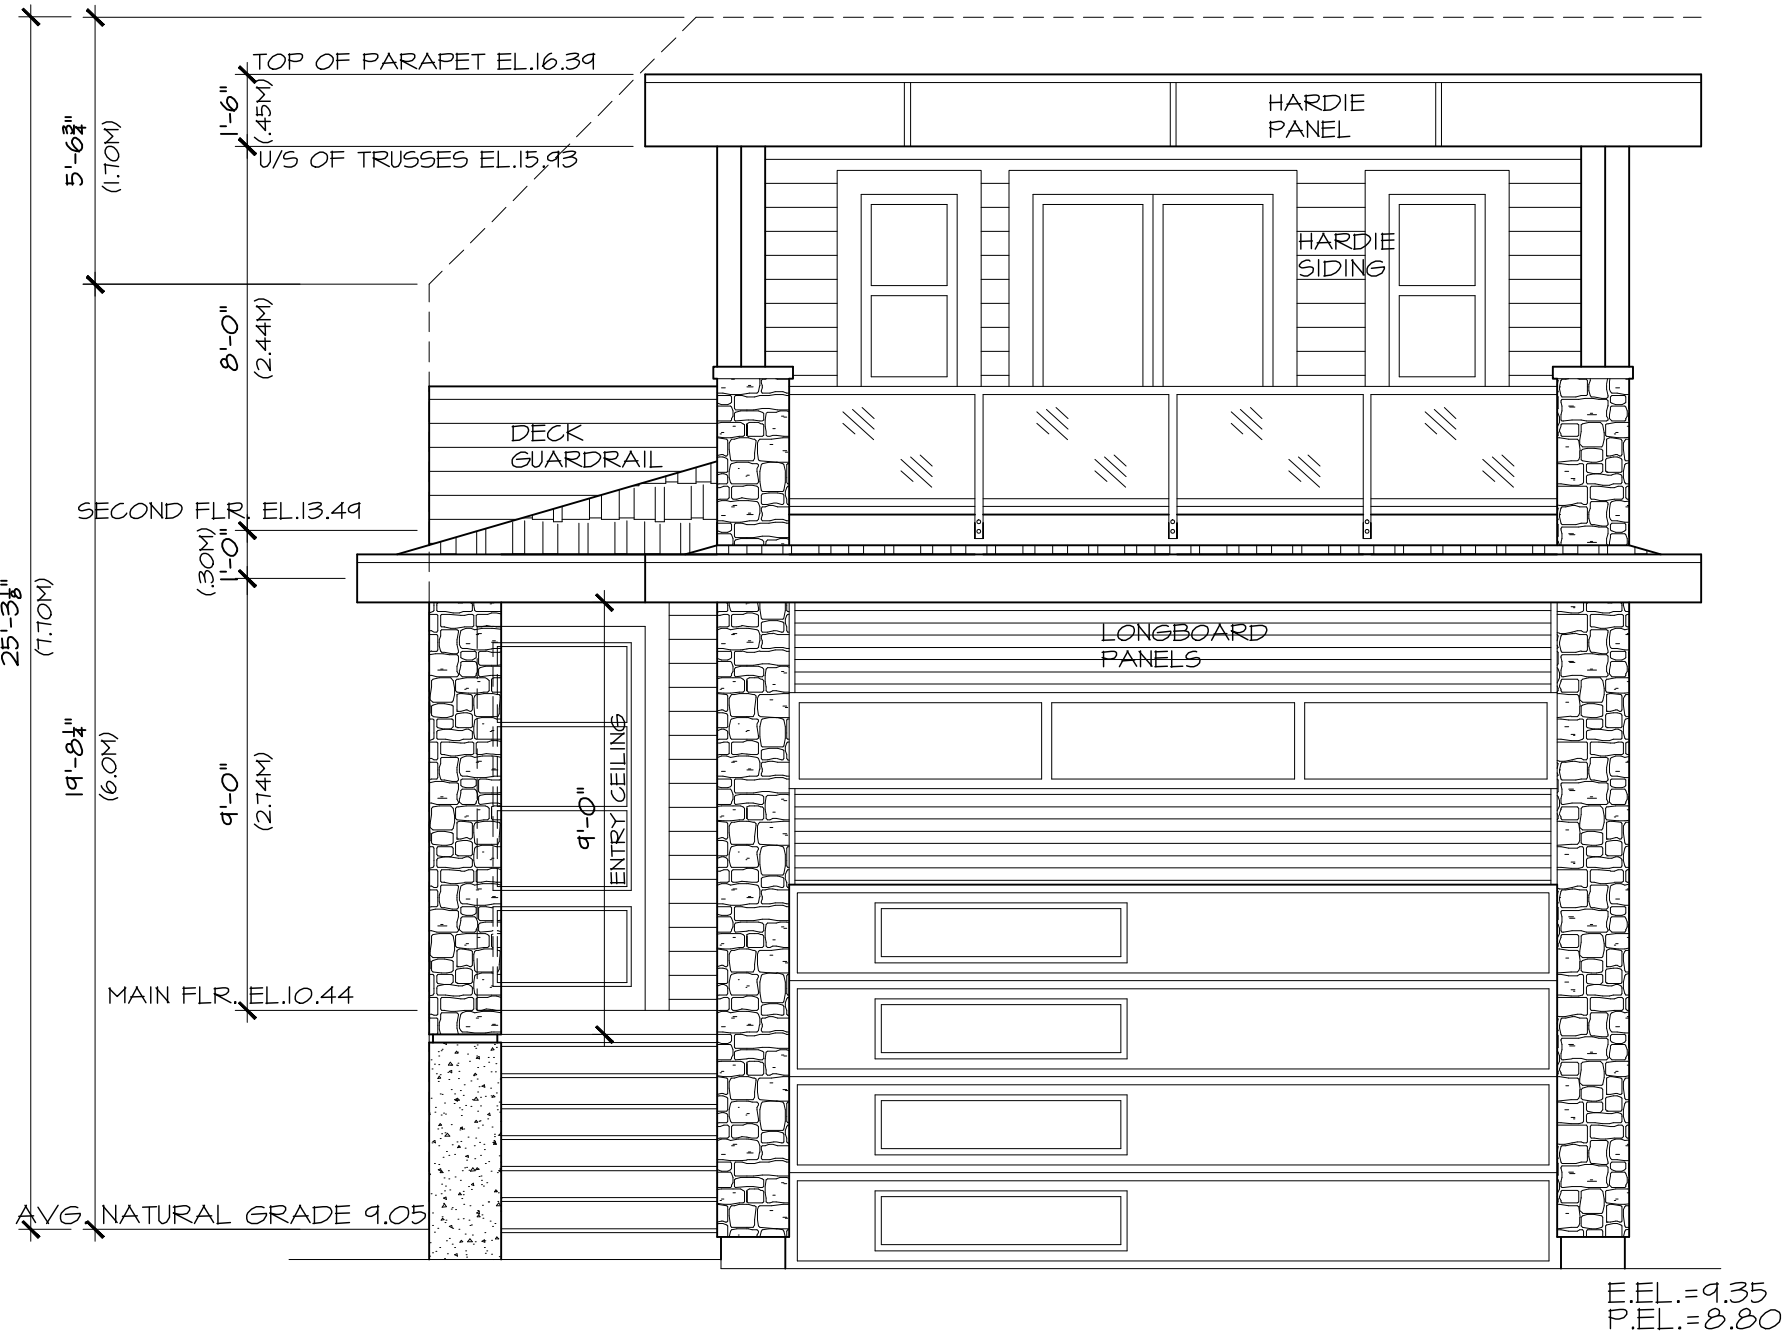 TOP OF PARAPET EL.16.39
1'-6"
(.45M)
HARDIE
PANEL
5'-6¾"
(1.70M)
U/S OF TRUSSES EL.15.93
HARDIE
SIDING
8'-0"
(2.44M)
DECK
GUARDRAIL
SECOND FLR. EL.13.49
1'-0"
(.30M)
25'-3⅛"
(7.70M)
LONGBOARD
PANELS
19'-8¼"
(6.0M)
9'-0"
(2.74M)
9'-0"
ENTRY CEILING
MAIN FLR. EL.10.44
AVG. NATURAL GRADE 9.05
E.EL.=9.35
P.EL.=8.80